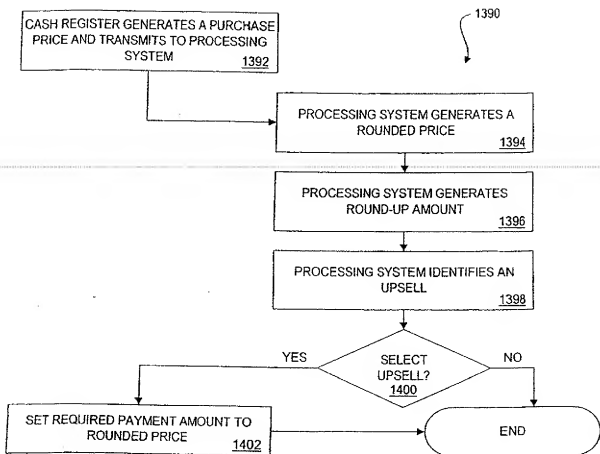 CASH REGISTER GENERATES A PURCHASE
PRICE AND TRANSMITS TO PROCESSING
SYSTEM
1392
1390
PROCESSING SYSTEM GENERATES A
ROUNDED PRICE
1394
PROCESSING SYSTEM GENERATES
ROUND-UP AMOUNT
1396
PROCESSING SYSTEM IDENTIFIES AN
UPSELL
1398
YES
SELECT
UPSELL?
1400
NO
SET REQUIRED PAYMENT AMOUNT TO
ROUNDED PRICE
1402
END